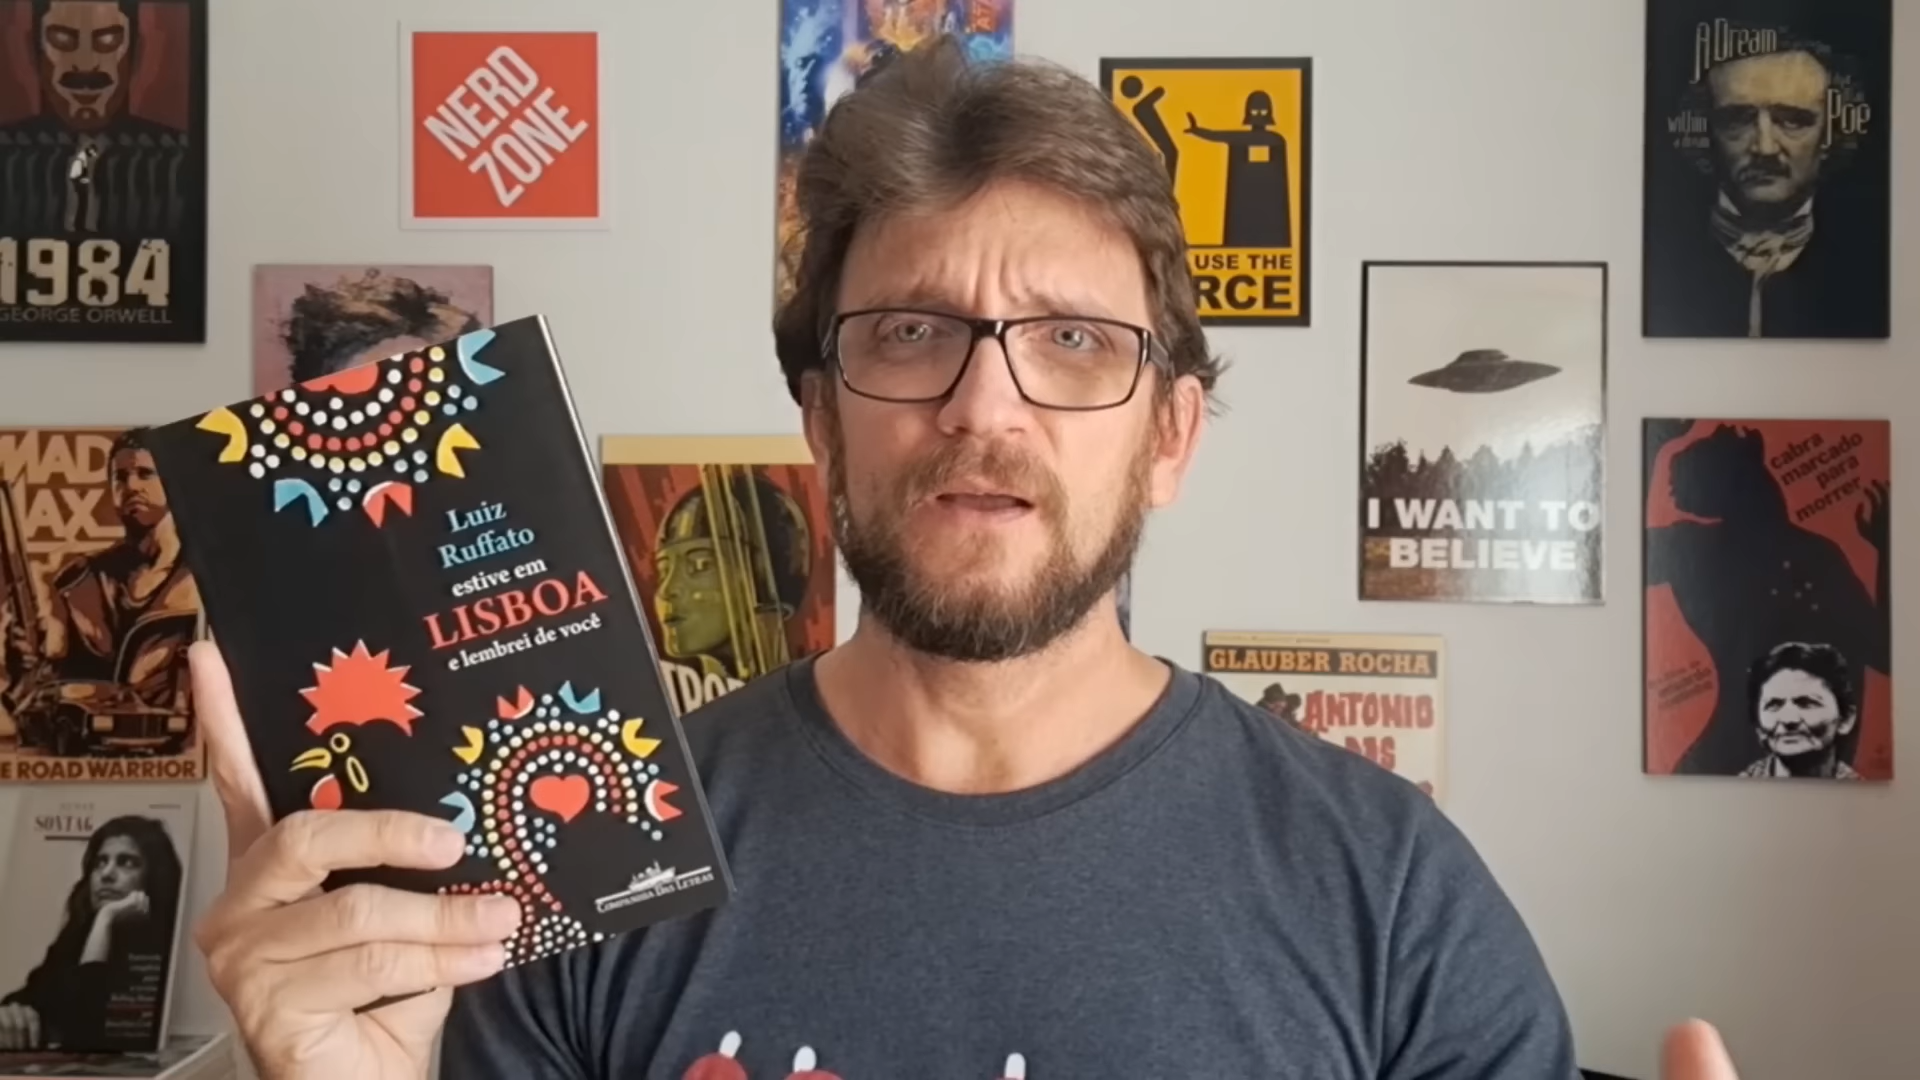 1984
GEORGE ORWELL
NERD
ZONE
USE THE
RCE
A Dream
within
a dream
Poe
I WANT TO
BELIEVE
cabra
marcado
para
morrer
MAD
MAX
E ROAD WARRIOR
Luiz
Ruffato
estive em
LISBOA
e lembrei de você
COMPANHIA DAS LETRAS
TROP
GLAUBER ROCHA
ANTONIO
DAS
SONTAG